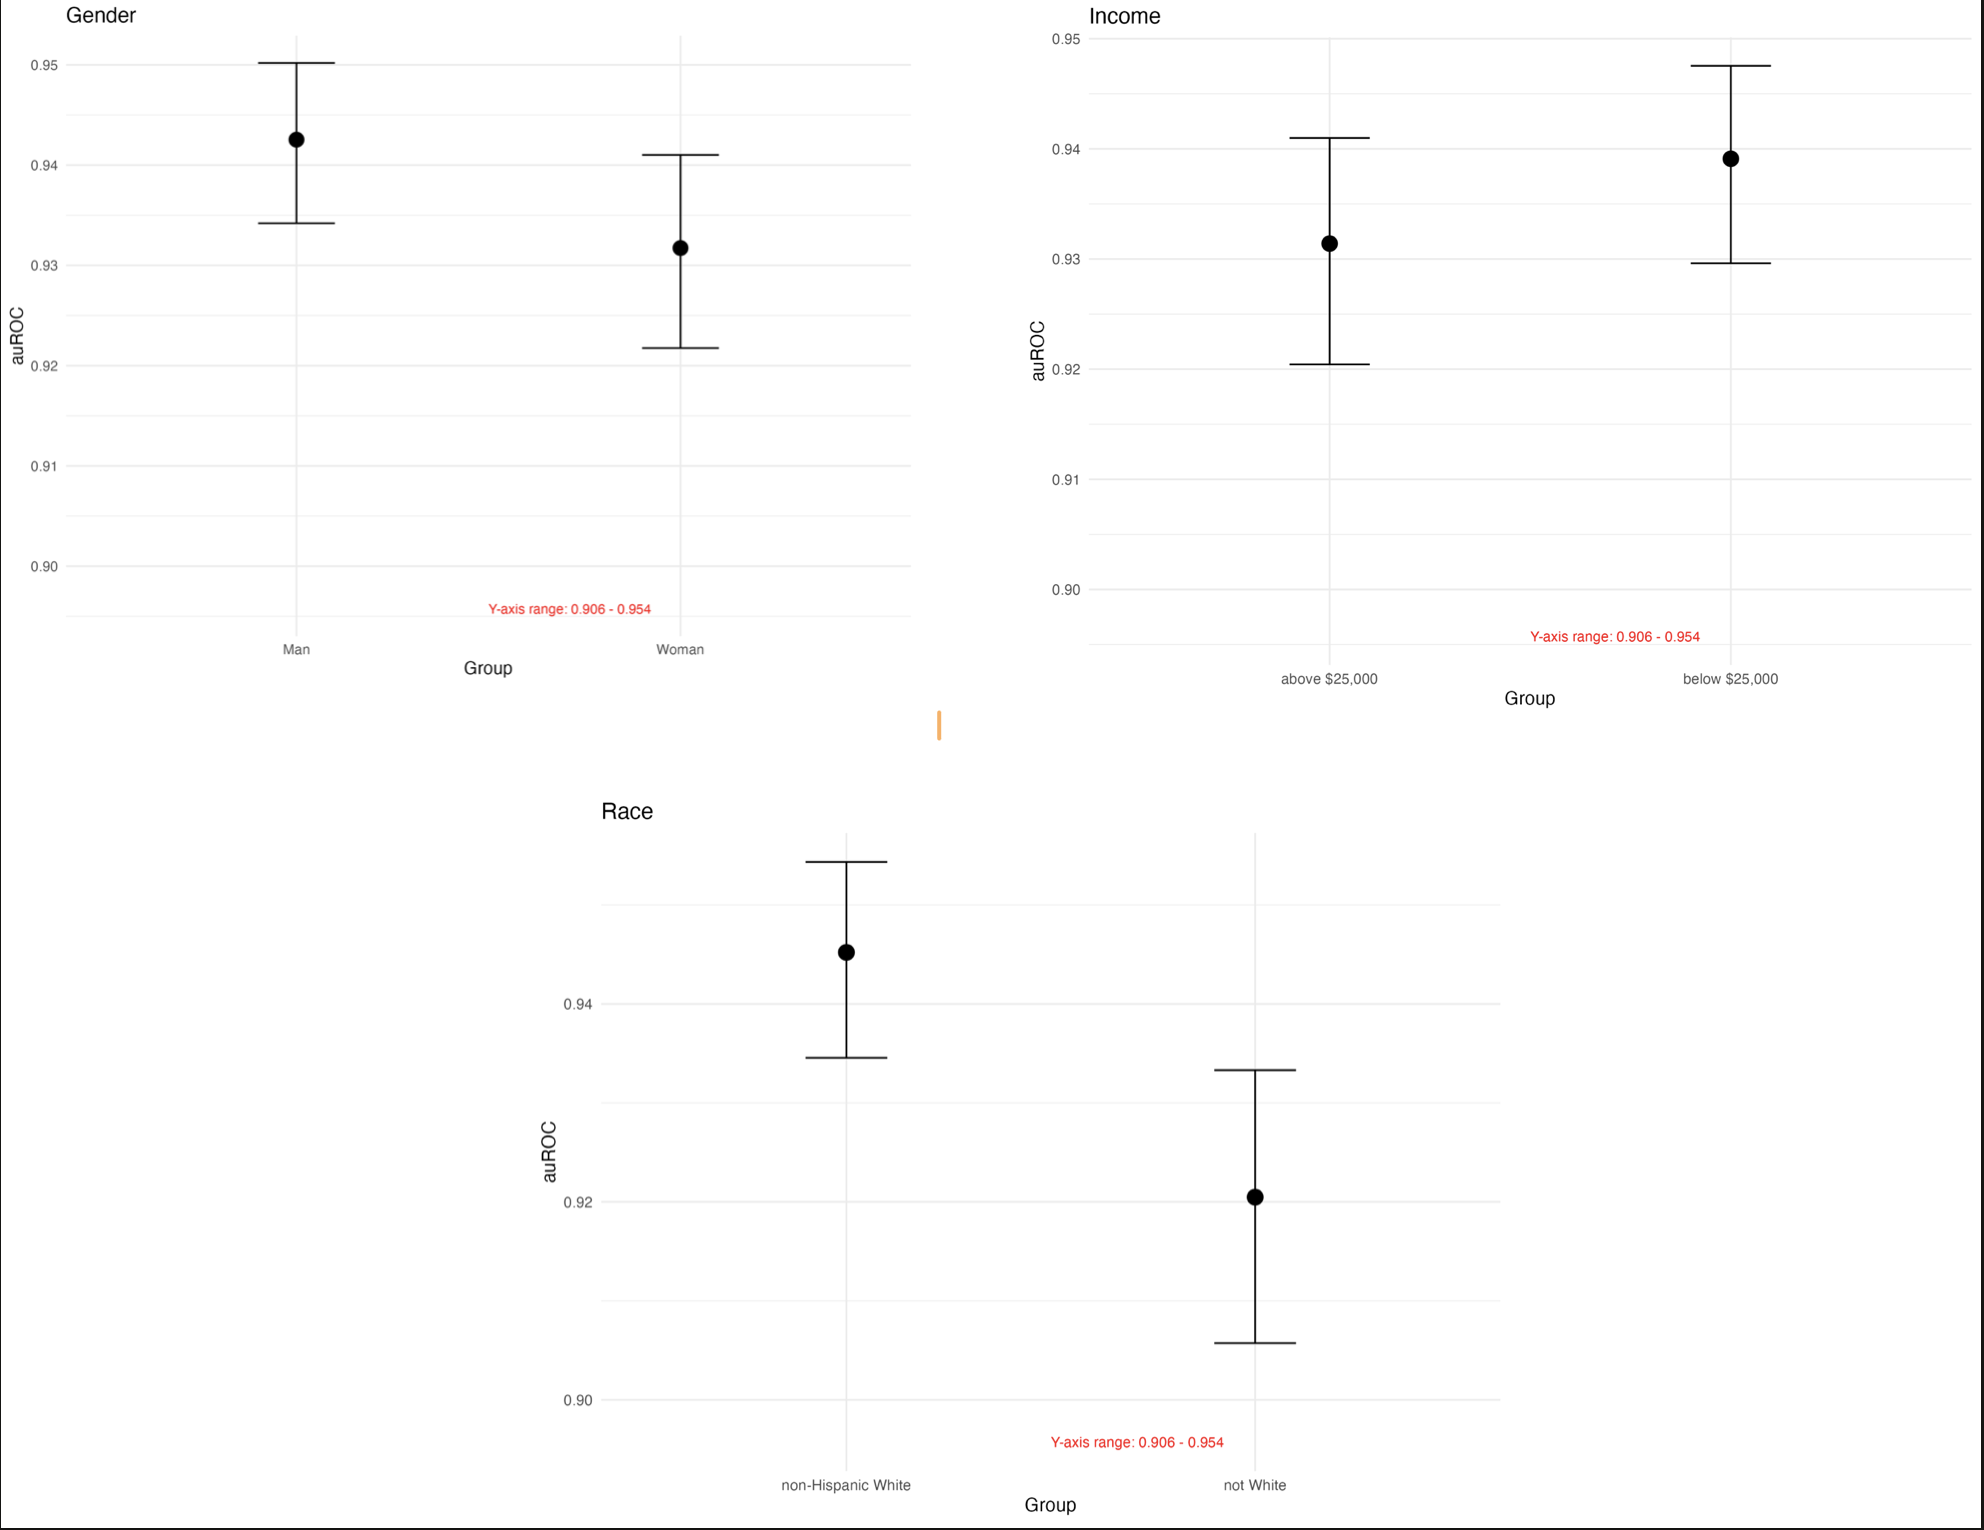 Gender
0.95
0.94
0.93
0.92
0.91
0.90
auROC
Y-axis range: 0.906 - 0.954
Man Woman
Group
Income
0.95
0.94
0.93
0.92
0.91
0.90
auROC
Y-axis range: 0.906 - 0.954
above $25,000 below $25,000
Group
Race
0.94
0.92
0.90
auROC
Y-axis range: 0.906 - 0.954
non-Hispanic White not White
Group